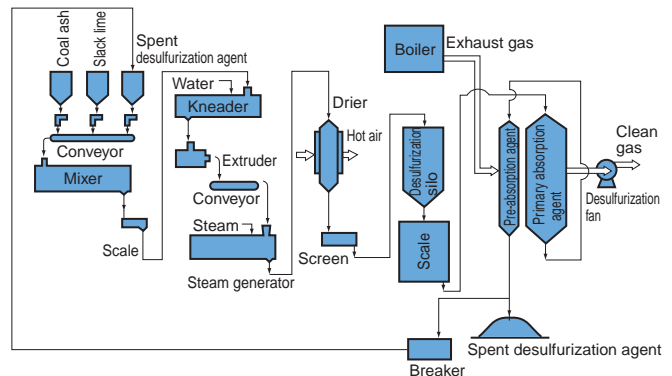 Coal ash
Slack lime
Spent
desulfurization agent
Conveyor
Mixer
Scale
Water
Kneader
Extruder
Conveyor
Steam
Steam generator
Drier
Hot air
Screen
Desulfurization
silo
Scale
Boiler
Exhaust gas
Pre-absorption agent
Primary absorption
agent
Clean
gas
Desulfurization
fan
Spent desulfurization agent
Breaker